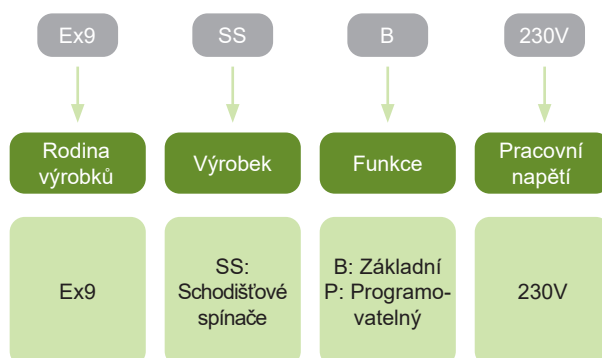 Ex9
SS
B
230V
Rodina
výrobků
Výrobek
Funkce
Pracovní
napětí
Ex9
SS:
Schodišťové
spínače
B: Základní
P: Programo-
vatelný
230V